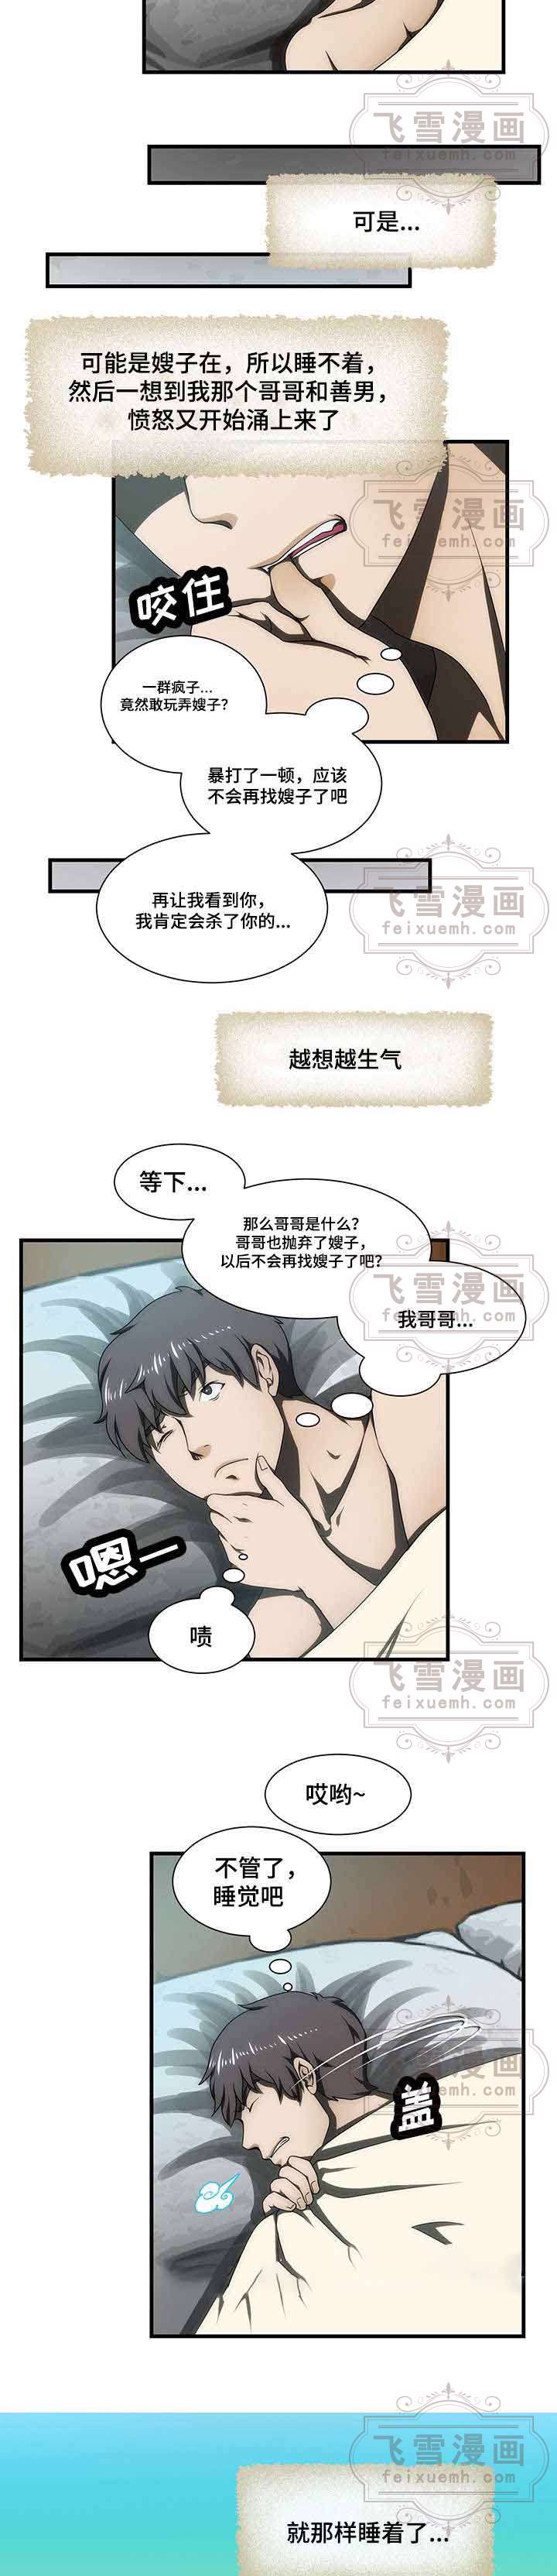 飞雪漫画
feixuemh.com
可是...
可能是嫂子在，所以睡不着，
然后一想到我那个哥哥和善男，
愤怒又开始涌上来了
飞雪漫画
feixuemh.com
咬住
一群疯子...
竟然敢玩弄嫂子？
暴打了一顿，应该
不会再找嫂子了吧
再让我看到你，
我肯定会杀了你的...
飞雪漫画
feixuemh.com
越想越生气
等下...
那么哥哥是什么？
哥哥也抛弃了嫂子，
以后不会再找嫂子了吧？
我哥哥...
飞雪漫画
feixuemh.com
嗯一
啧
飞雪漫画
feixuemh.com
哎哟~
不管了，
睡觉吧
飞雪漫画
feixuemh.com
盖
飞雪漫画
feixuemh.com
就那样睡着了...